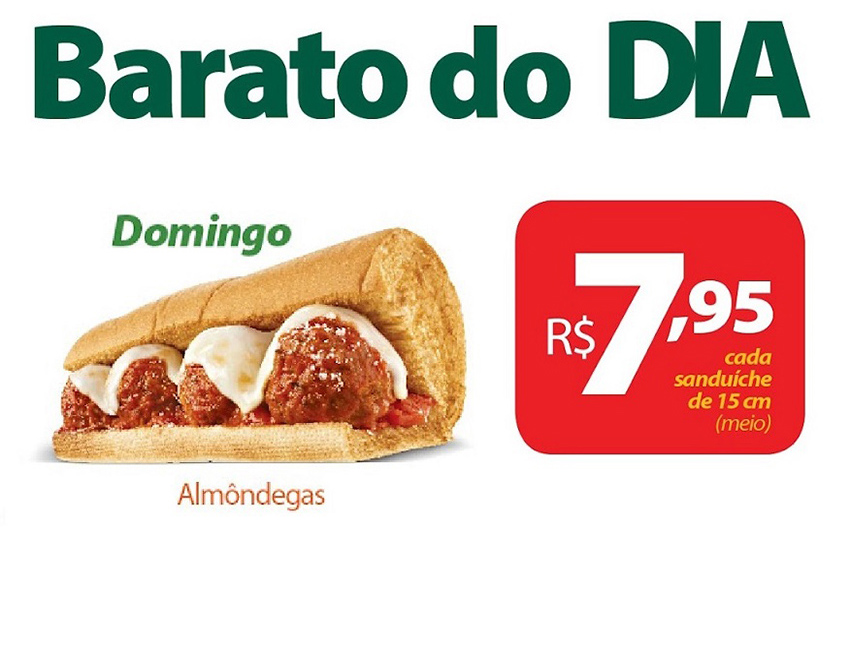 Barato do DIA
Domingo
R$7,95
cada
sanduíche
de 15 cm
(meio)
Almôndegas